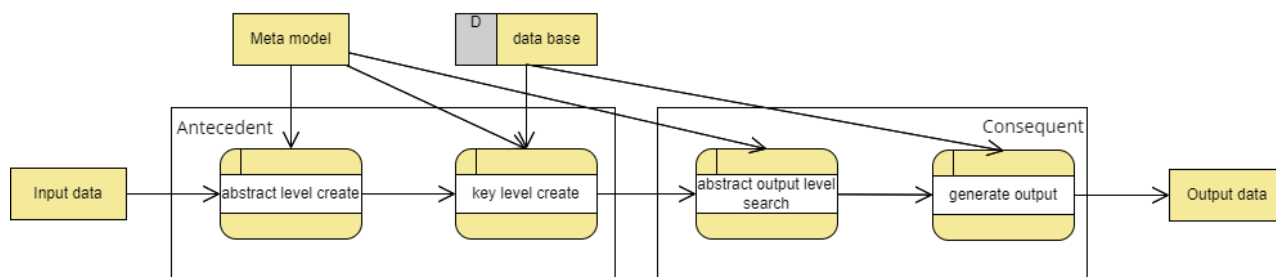 D
Meta model
data base
Antecedent
Consequent
Input data
abstract level create
key level create
abstract output level
search
generate output
Output data